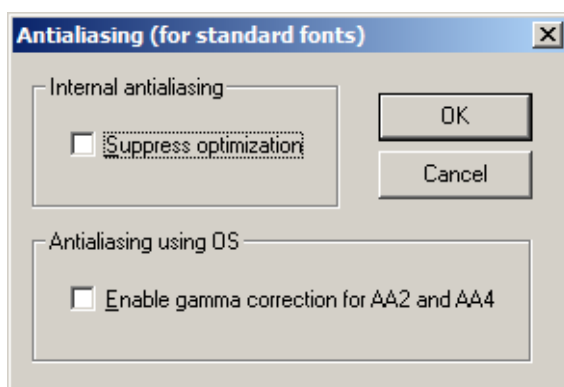 Antialiasing (for standard fonts)
Internal antialiasing
Suppress optimization
OK
Cancel
Antialiasing using OS
Enable gamma correction for AA2 and AA4